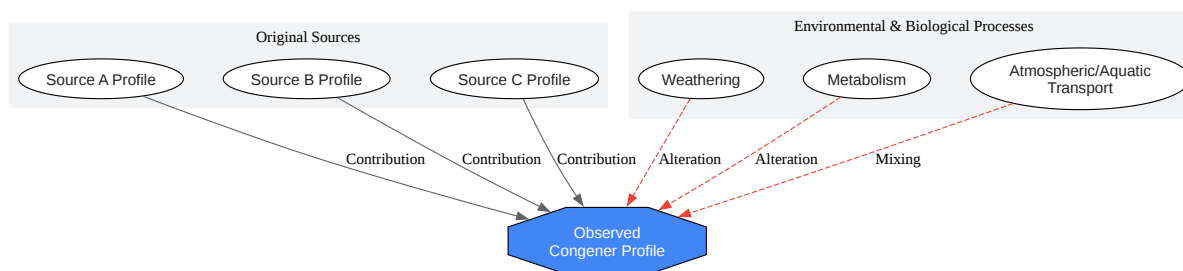 Original Sources
Environmental & Biological Processes
Source A Profile
Source B Profile
Source C Profile
Weathering
Metabolism
Atmospheric/Aquatic
Transport
Contribution
Contribution
Contribution
Alteration
Alteration
Mixing
Observed
Congener Profile